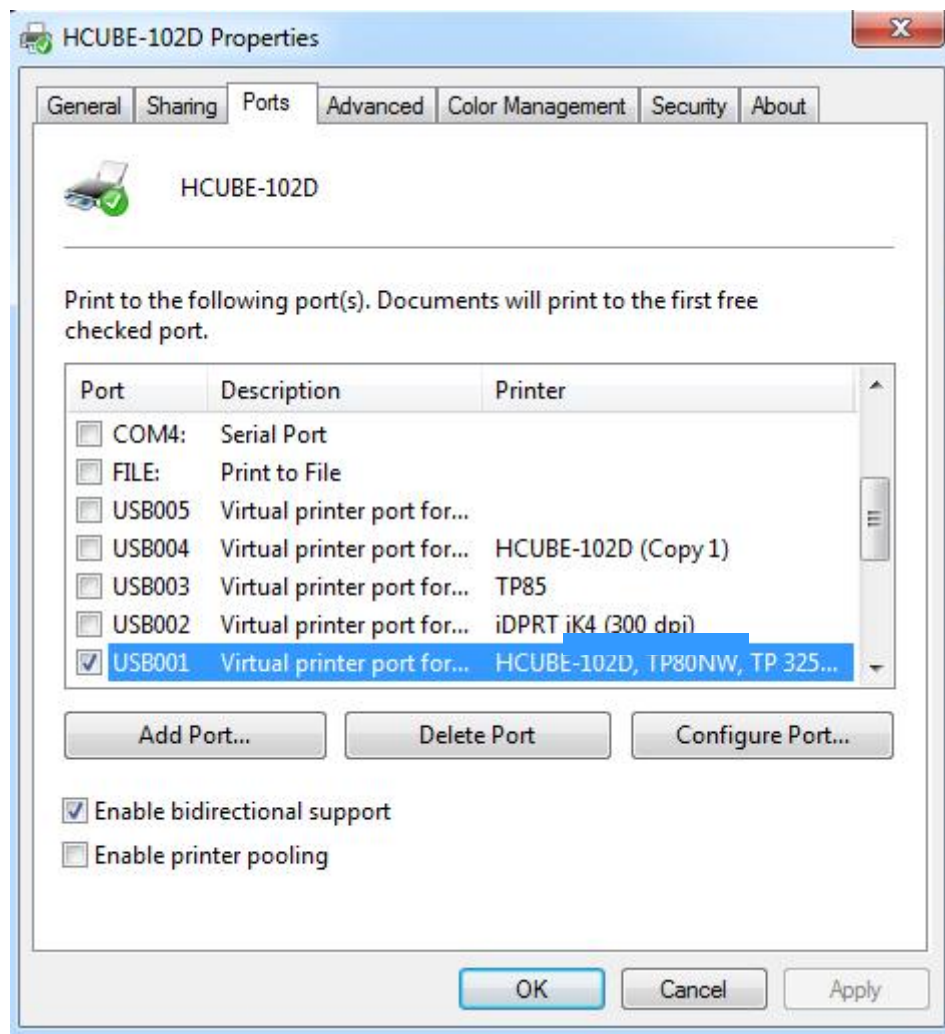 HCUBE-102D Properties
General Sharing Ports Advanced Color Management Security About
HCUBE-102D
Print to the following port(s). Documents will print to the first free
checked port.
Port Description Printer
COM4: Serial Port
FILE: Print to File
USB005 Virtual printer port for...
USB004 Virtual printer port for... HCUBE-102D (Copy 1)
USB003 Virtual printer port for... TP85
USB002 Virtual printer port for... iDPRT iK4 (300 dpi)
USB001 Virtual printer port for... HCUBE-102D, TP80NW, TP 325...
Add Port... Delete Port Configure Port...
Enable bidirectional support
Enable printer pooling
OK Cancel Apply